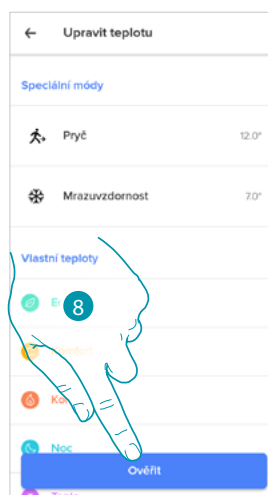 ← Upravit teplotu
Speciální módy
Pryč 12.0°
Mrazuvzdornost 7.0°
Vlastní teploty
8
Noc
Ověřit